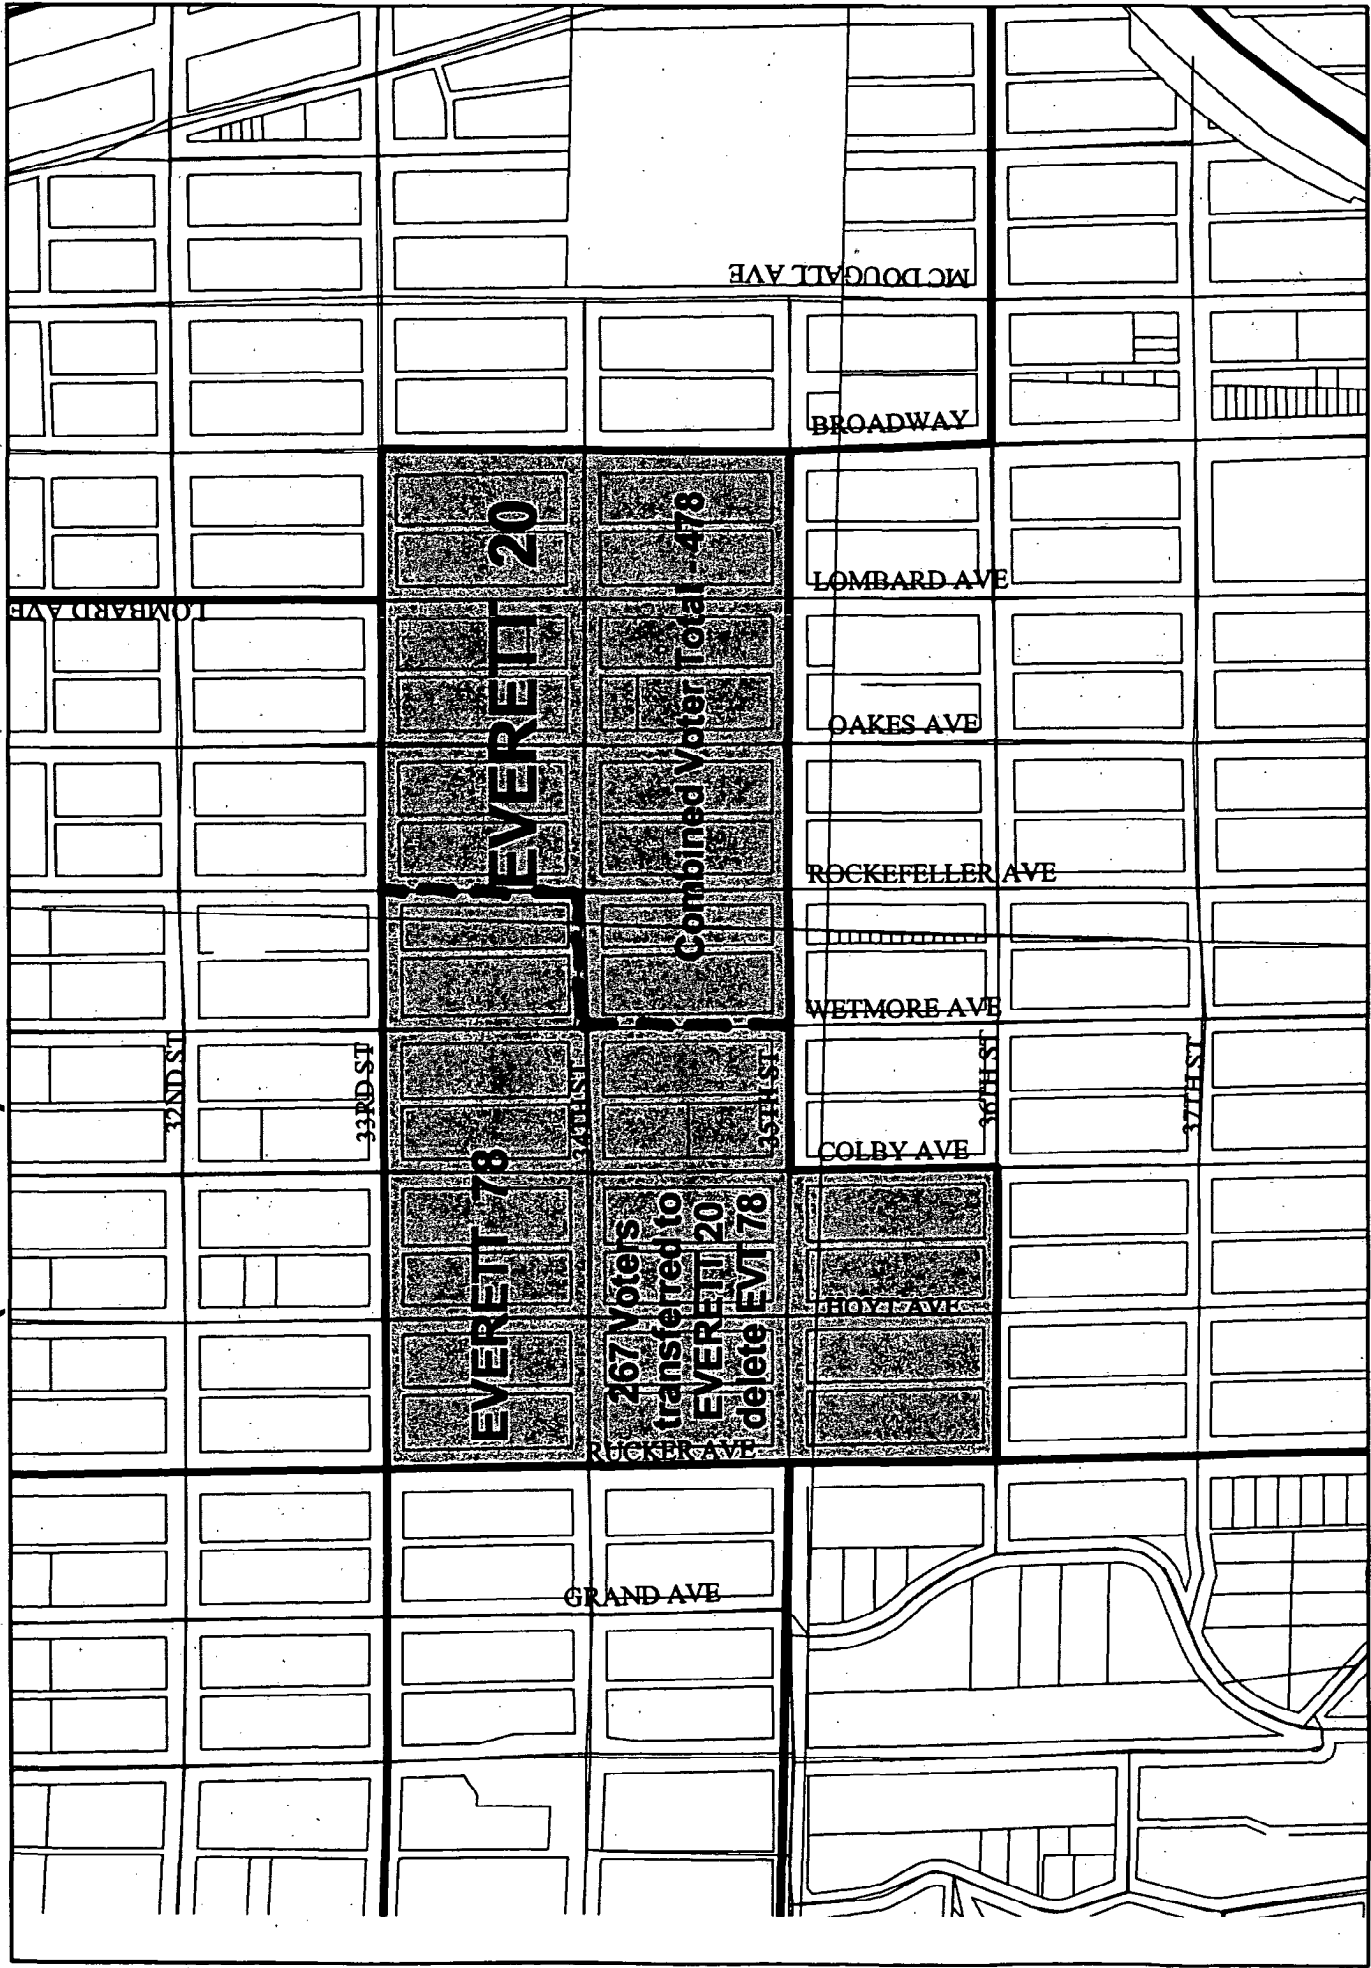 MC DOUGALL AVE
BROADWAY
LOMBARD AVE
LOMBARD AVE
OAKES AVE
ROCKEFELLER AVE
WETMORE AVE
COLBY AVE
HOYT AVE
RUCKER AVE
GRAND AVE
32ND ST
33RD ST
34TH ST
35TH ST
36TH ST
37TH ST
EVERETT 20
Combined Voter Total - 478
EVERETT 78
267 Voters
transferred to
EVERETT 20
delete EVT 78